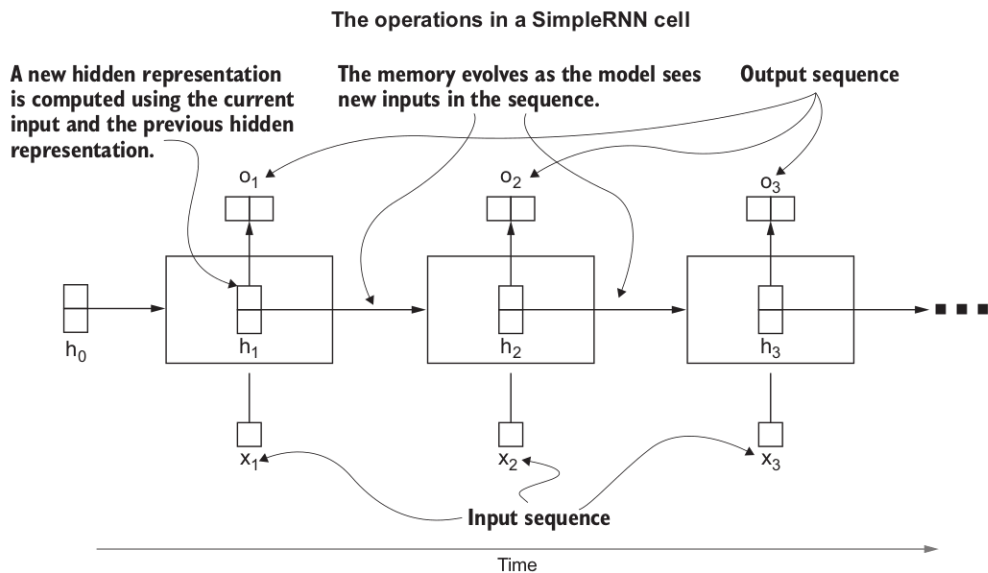 The operations in a SimpleRNN cell
A new hidden representation
is computed using the current
input and the previous hidden
representation.
The memory evolves as the model sees
new inputs in the sequence.
Output sequence
o₁
o₂
o₃
h₀
h₁
h₂
h₃
x₁
x₂
x₃
Input sequence
Time